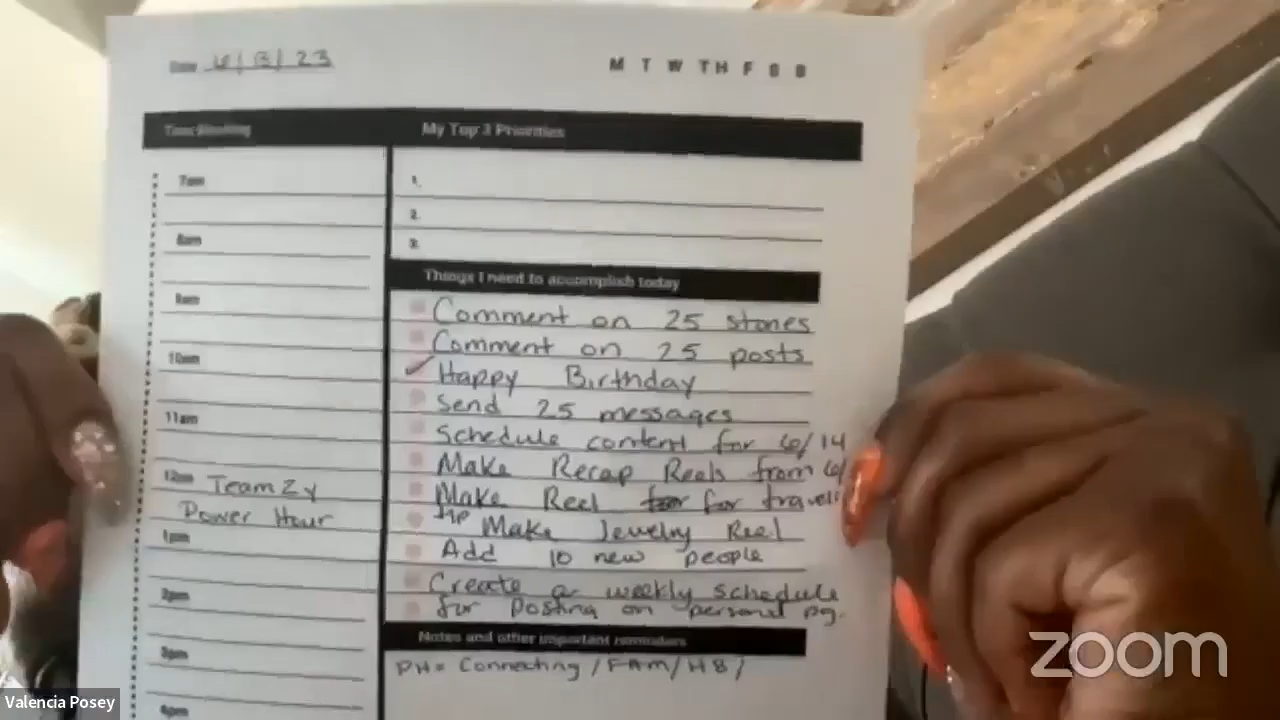 Date 6/13/23
M T W TH F S S
Time Blocking
My Top 3 Priorities
7am
1.
2.
8am
3.
Things I need to accomplish today
9am
Comment on 25 stories
Comment on 25 posts
10am
Happy Birthday
Send 25 messages
11am
Schedule content for 6/14
Make Recap Reels from 6/
12pm Team Zy
Make Reel for for travel
Power Hour
tip Make Jewelry Reel
1pm
Add 10 new people
Create a weekly schedule
2pm
for posting on personal pg.
Notes and other important reminders
3pm
PH= Connecting/FAM/HB/
4pm
zoom
Valencia Posey